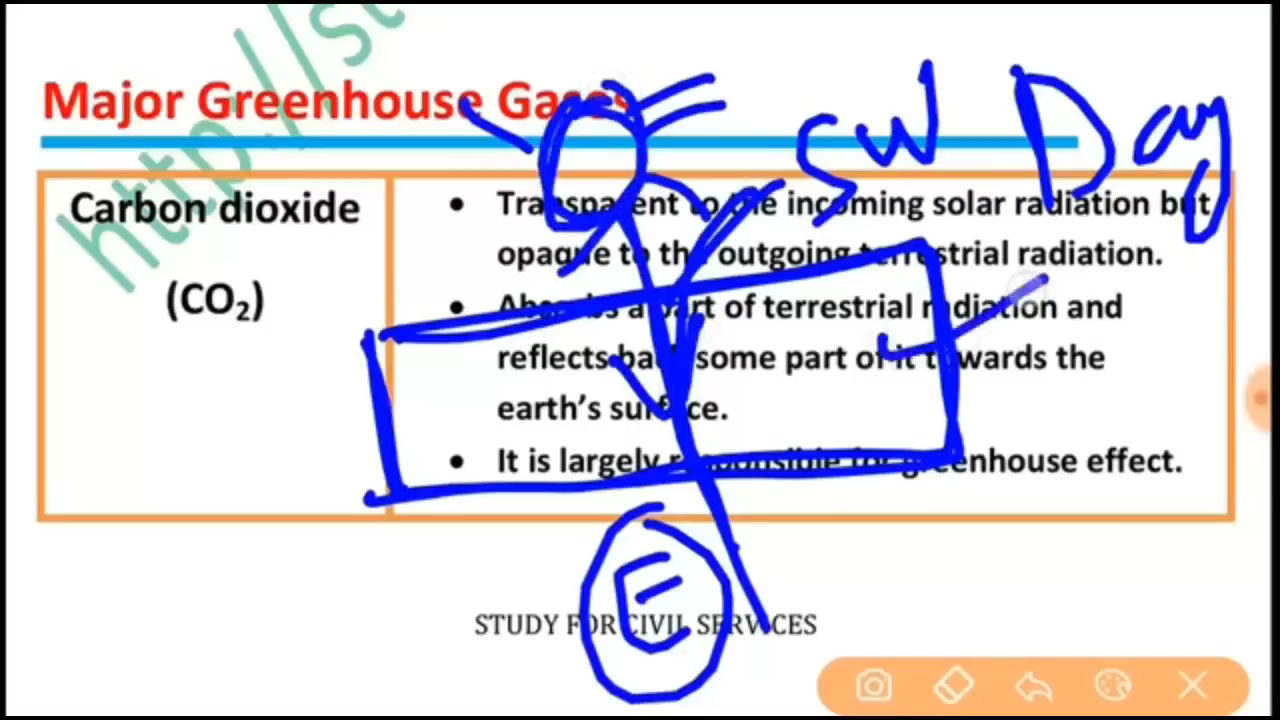 http://st
Major Greenhouse Gases
SW Day
Carbon dioxide
(CO₂)
• Transparent to the incoming solar radiation but
opaque to the outgoing terrestrial radiation.
• Absorbs a part of terrestrial radiation and
reflects back some part of it towards the
earth's surface.
• It is largely responsible for greenhouse effect.
E
STUDY FOR CIVIL SERVICES